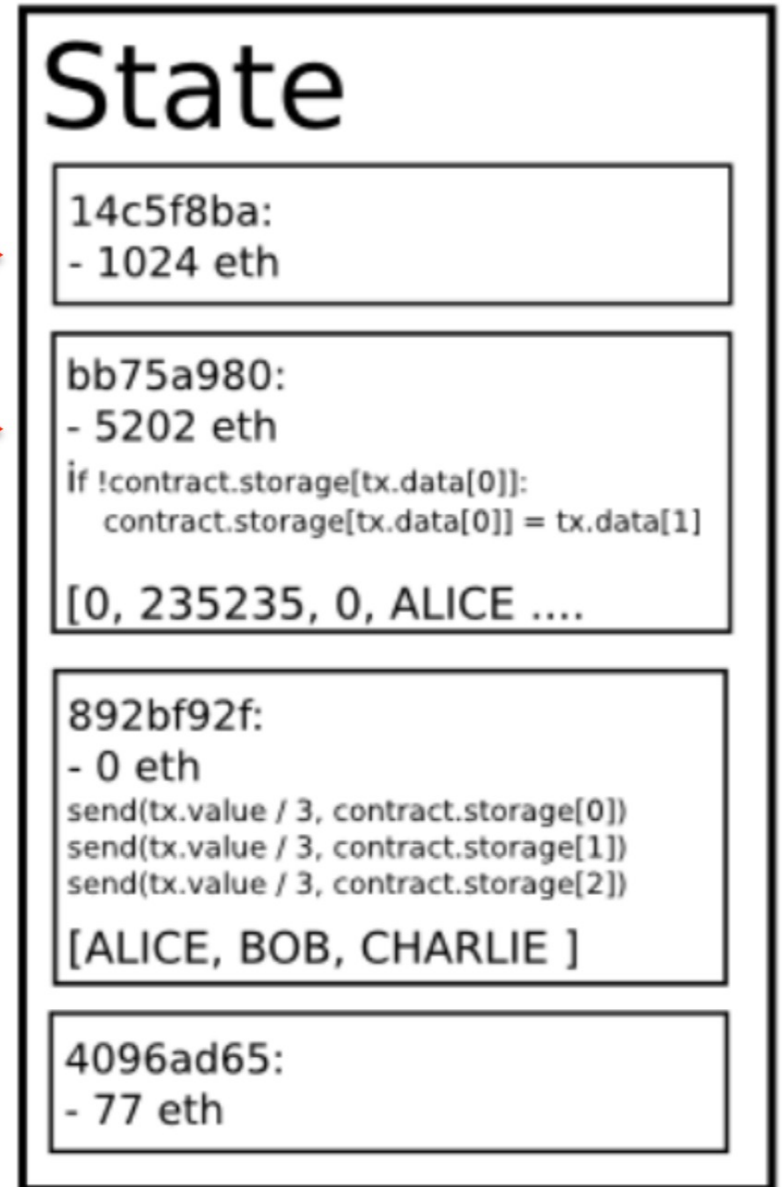 State
14c5f8ba:
- 1024 eth
bb75a980:
- 5202 eth
if !contract.storage[tx.data[0]]:
contract.storage[tx.data[0]] = tx.data[1]
[0, 235235, 0, ALICE ....
892bf92f:
- 0 eth
send(tx.value / 3, contract.storage[0])
send(tx.value / 3, contract.storage[1])
send(tx.value / 3, contract.storage[2])
[ALICE, BOB, CHARLIE ]
4096ad65:
- 77 eth